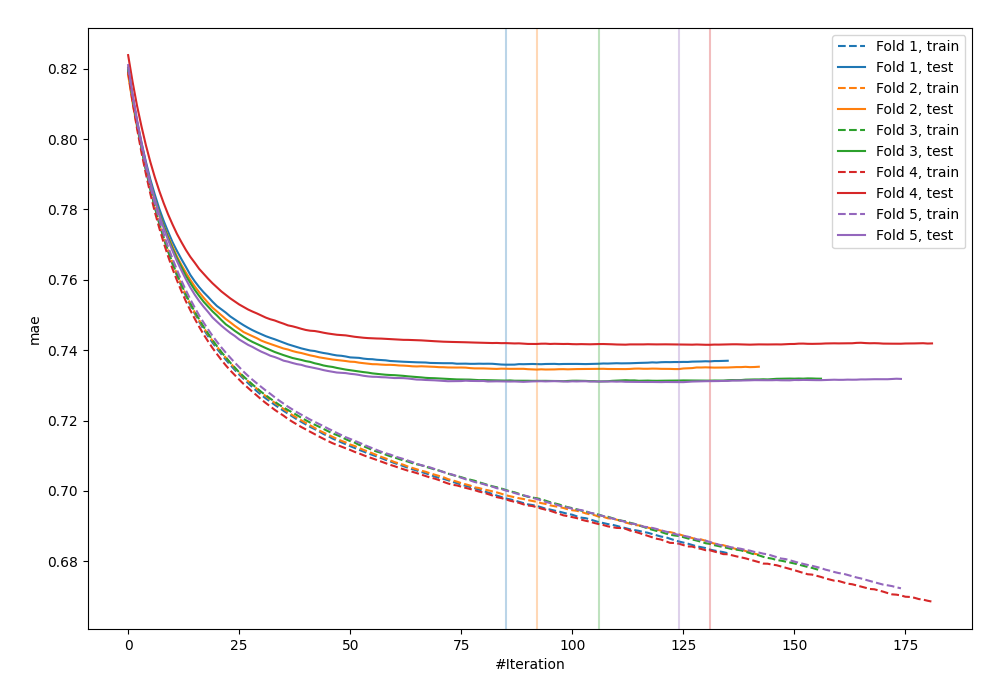 0.82
0.80
0.78
0.76
0.74
0.72
0.70
0.68
mae
0
25
50
75
100
125
150
175
#Iteration
Fold 1, train
Fold 1, test
Fold 2, train
Fold 2, test
Fold 3, train
Fold 3, test
Fold 4, train
Fold 4, test
Fold 5, train
Fold 5, test